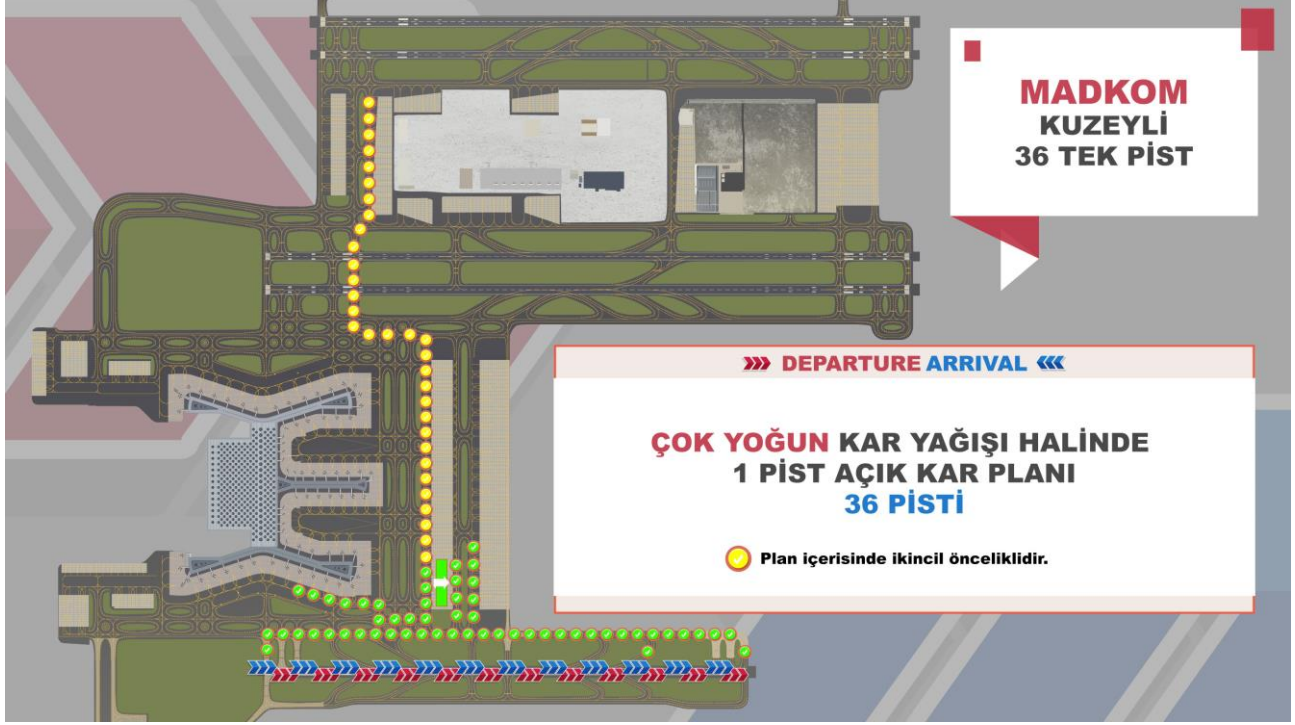 MADKOM
KUZEYLİ
36 TEK PİST
DEPARTURE ARRIVAL
ÇOK YOĞUN KAR YAĞIŞI HALİNDE
1 PİST AÇIK KAR PLANI
36 PİSTİ
Plan içerisinde ikincil önceliklidir.